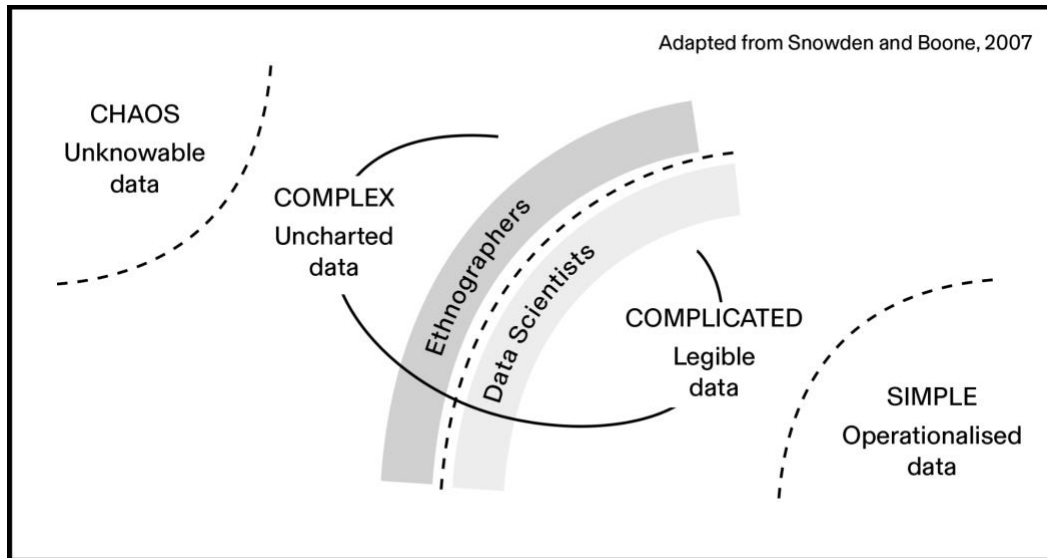 Adapted from Snowden and Boone, 2007
CHAOS
Unknowable
data
COMPLEX
Uncharted
data
Ethnographers
Data Scientists
COMPLICATED
Legible
data
SIMPLE
Operationalised
data